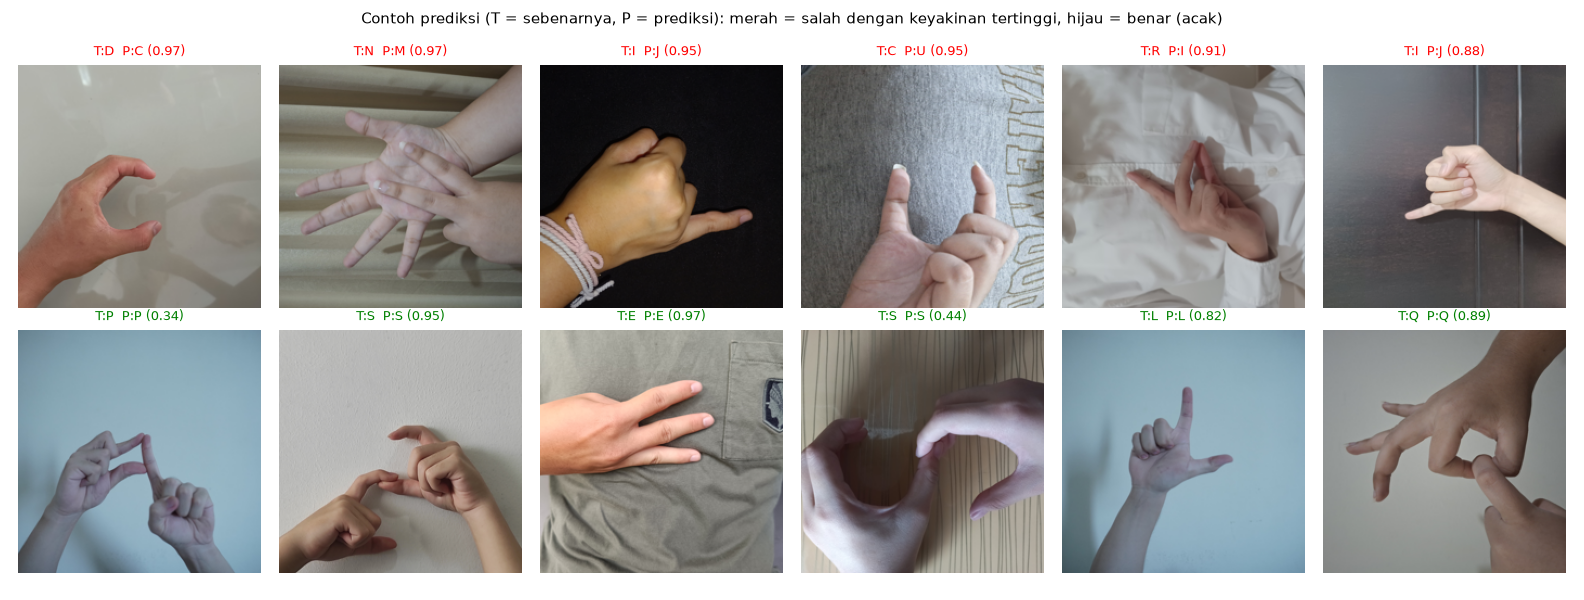 Contoh prediksi (T = sebenarnya, P = prediksi): merah = salah dengan keyakinan tertinggi, hijau = benar (acak)
T:D P:C (0.97)
T:N P:M (0.97)
T:I P:J (0.95)
T:C P:U (0.95)
T:R P:I (0.91)
T:I P:J (0.88)
T:P P:P (0.34)
T:S P:S (0.95)
T:E P:E (0.97)
T:S P:S (0.44)
T:L P:L (0.82)
T:Q P:Q (0.89)